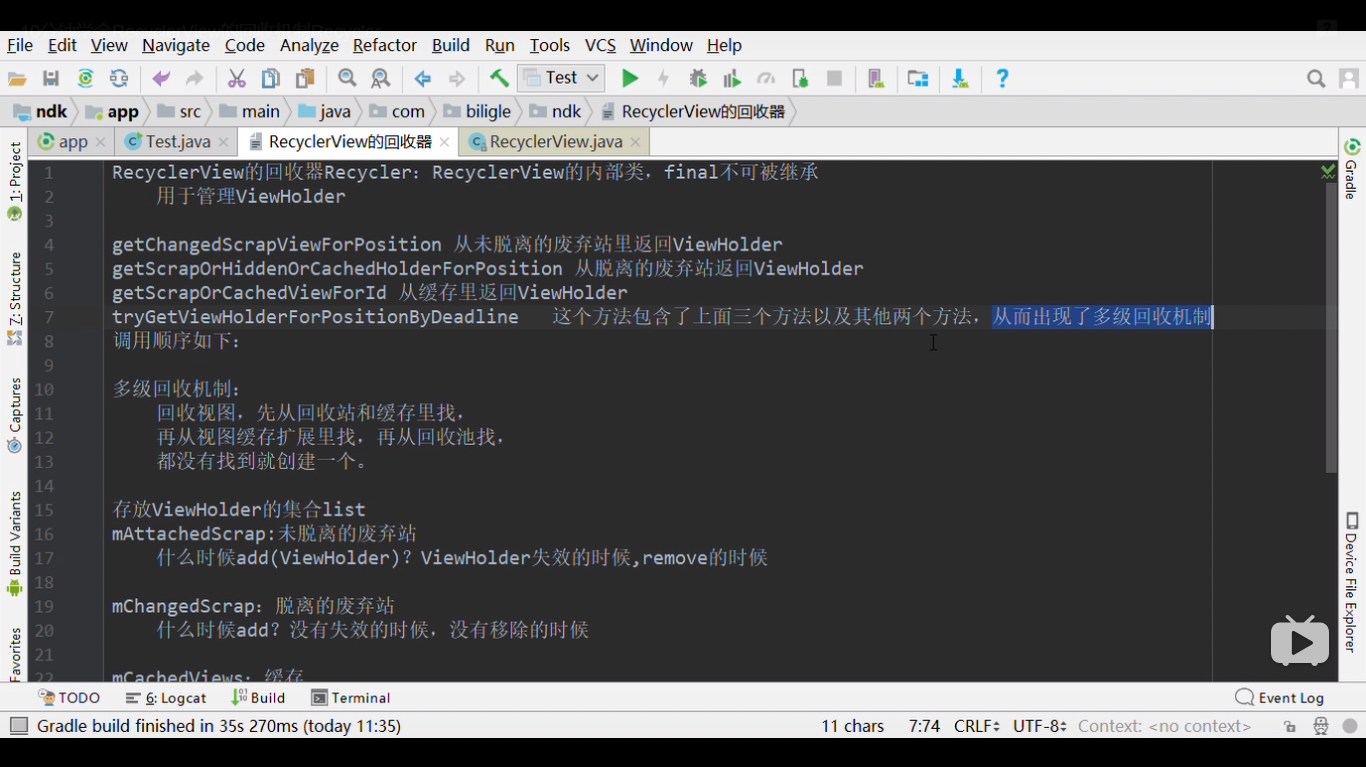 File Edit View Navigate Code Analyze Refactor Build Run Tools VCS Window Help
Test
ndk app src main java com biligle ndk RecyclerView的回收器
app Test.java RecyclerView的回收器 RecyclerView.java
1 RecyclerView的回收器Recycler: RecyclerView的内部类，final不可被继承
2 用于管理ViewHolder
3
4 getChangedScrapViewForPosition 从未脱离的废弃站里返回ViewHolder
5 getScrapOrHiddenOrCachedHolderForPosition 从脱离的废弃站返回ViewHolder
6 getScrapOrCachedViewForId 从缓存里返回ViewHolder
7 tryGetViewHolderForPositionByDeadline 这个方法包含了上面三个方法以及其他两个方法，从而出现了多级回收机制
8 调用顺序如下：
9
10 多级回收机制：
11 回收视图，先从回收站和缓存里找，
12 再从视图缓存扩展里找，再从回收池找，
13 都没有找到就创建一个。
14
15 存放ViewHolder的集合list
16 mAttachedScrap:未脱离的废弃站
17 什么时候add(ViewHolder)? ViewHolder失效的时候,remove的时候
18
19 mChangedScrap: 脱离的废弃站
20 什么时候add? 没有失效的时候，没有移除的时候
21
22 mCachedViews: 缓存
1: Project
Z: Structure
Captures
Build Variants
Favorites
Gradle
Device File Explorer
TODO 6: Logcat Build Terminal Event Log
Gradle build finished in 35s 270ms (today 11:35) 11 chars 7:74 CRLF UTF-8 Context: <no context>